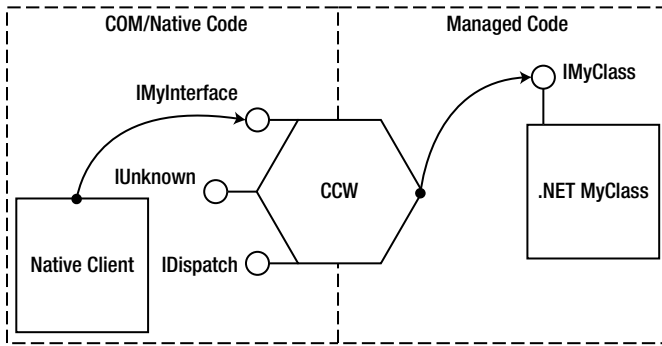 COM/Native Code
Managed Code
IMyInterface
IMyClass
IUnknown
CCW
.NET MyClass
Native Client
IDispatch